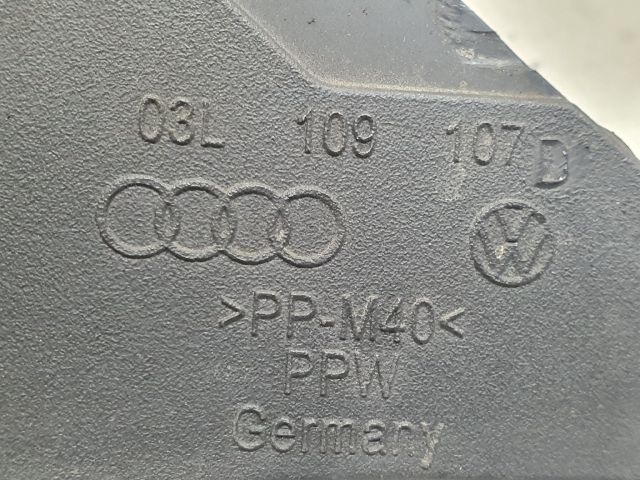 03L 109 107 D
>PP-M40<
PPW
Germany